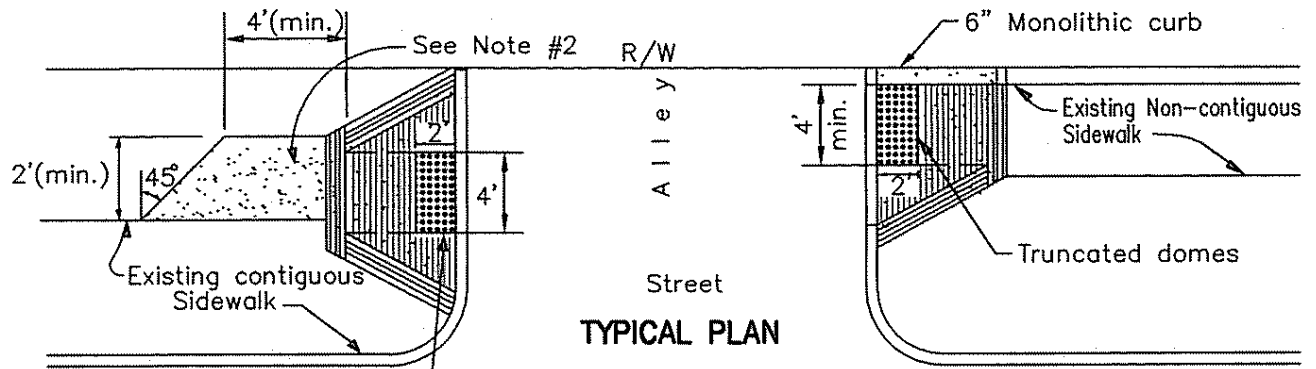 4'(min.)
See Note #2
R/W
6" Monolithic curb
Alley
2'
4'
min.
Existing Non-contiguous
Sidewalk
2'(min.)
45°
4'
2'
Existing contiguous
Sidewalk
Truncated domes
Street
TYPICAL PLAN